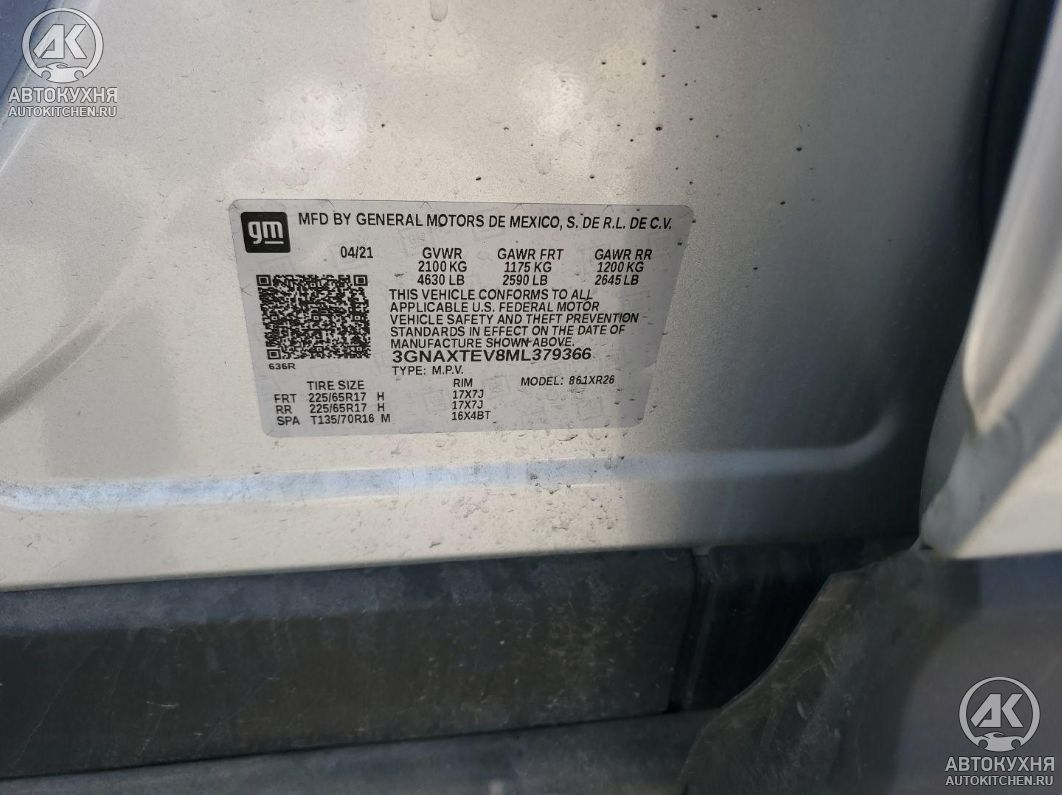 AK
АВТОКУХНЯ
AUTOKITCHEN.RU
gm MFD BY GENERAL MOTORS DE MEXICO, S. DE R.L. DE C.V.
04/21 GVWR GAWR FRT GAWR RR
2100 KG 1175 KG 1200 KG
4630 LB 2590 LB 2645 LB
THIS VEHICLE CONFORMS TO ALL
APPLICABLE U.S. FEDERAL MOTOR
VEHICLE SAFETY AND THEFT PREVENTION
STANDARDS IN EFFECT ON THE DATE OF
MANUFACTURE SHOWN ABOVE.
3GNAXTEV8ML379366
636R
TYPE: M.P.V. MODEL: 861XR26
TIRE SIZE RIM
FRT 225/65R17 H 17X7J
RR 225/65R17 H 17X7J
SPA T135/70R16 M 16X4BT
AK
АВТОКУХНЯ
AUTOKITCHEN.RU